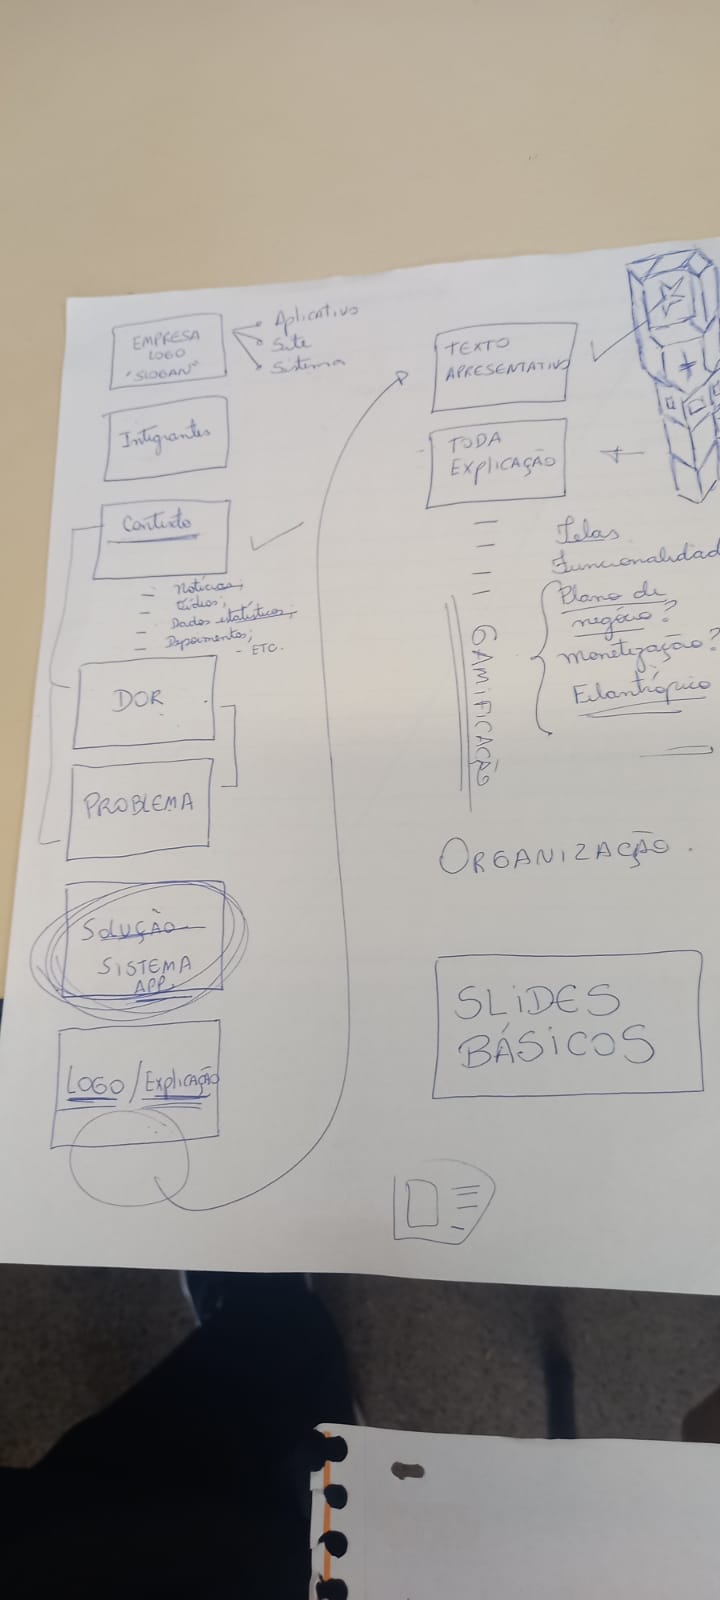 EMPRESA
LOGO
"SLOGAN"
Aplicativo
Site
Sistema
Integrantes
Contexto
- Notícias;
- Vídeos;
- Dados estatísticos;
- Depoimentos;
- ETC.
DOR
PROBLEMA
SOLUÇÃO
SISTEMA
APP.
LOGO / Explicação
TEXTO
APRESENTATIVO
TODA
EXPLICAÇÃO
Telas
Funcionalidad
Plano de
negócio?
Monetização?
Filantrópico
GAMIFICAÇÃO
ORGANIZAÇÃO.
SLIDES
BÁSICOS